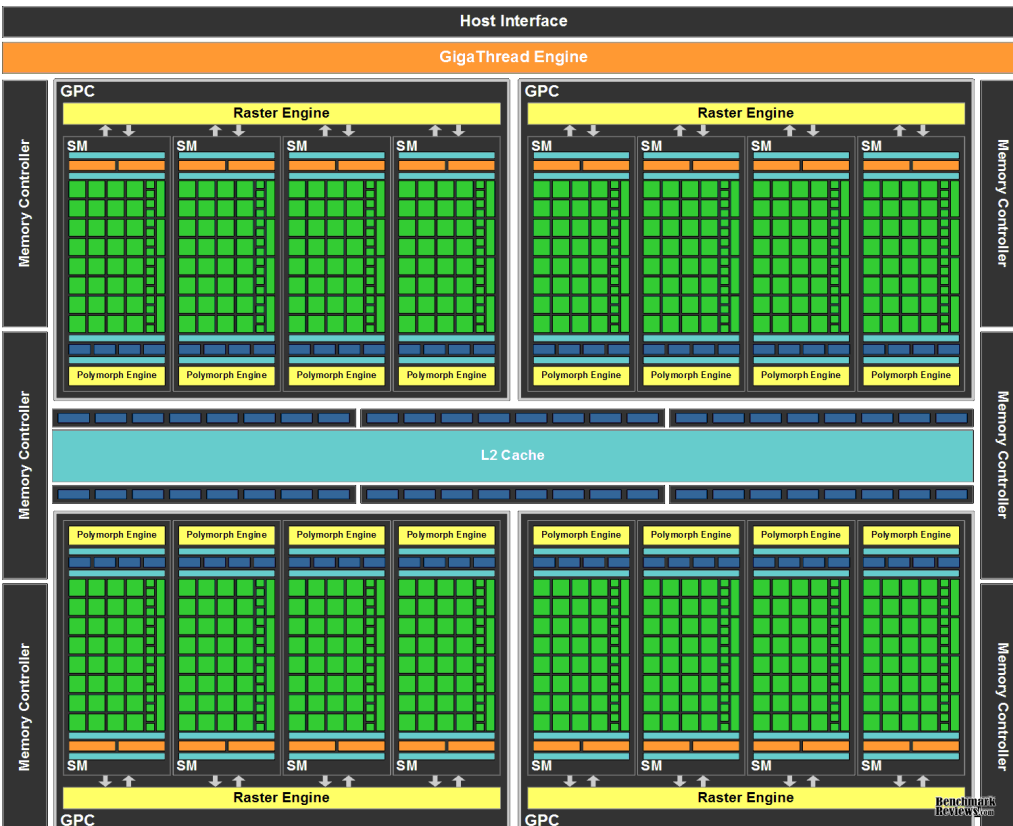 Host Interface
GigaThread Engine
GPC
GPC
Raster Engine
Raster Engine
SM
SM
SM
SM
SM
SM
SM
SM
Memory Controller
Memory Controller
Polymorph Engine
Polymorph Engine
Polymorph Engine
Polymorph Engine
Polymorph Engine
Polymorph Engine
Polymorph Engine
Polymorph Engine
Memory Controller
L2 Cache
Memory Controller
Polymorph Engine
Polymorph Engine
Polymorph Engine
Polymorph Engine
Polymorph Engine
Polymorph Engine
Polymorph Engine
Polymorph Engine
Memory Controller
Memory Controller
SM
SM
SM
SM
SM
SM
SM
SM
Raster Engine
Raster Engine
GPC
GPC
Benchmark
Reviews.com